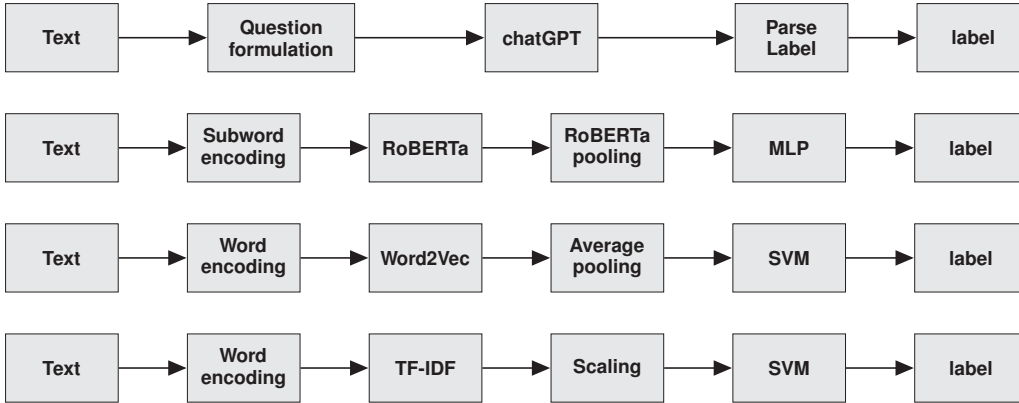 Text
Question
formulation
chatGPT
Parse
Label
label
Text
Subword
encoding
RoBERTa
RoBERTa
pooling
MLP
label
Text
Word
encoding
Word2Vec
Average
pooling
SVM
label
Text
Word
encoding
TF-IDF
Scaling
SVM
label